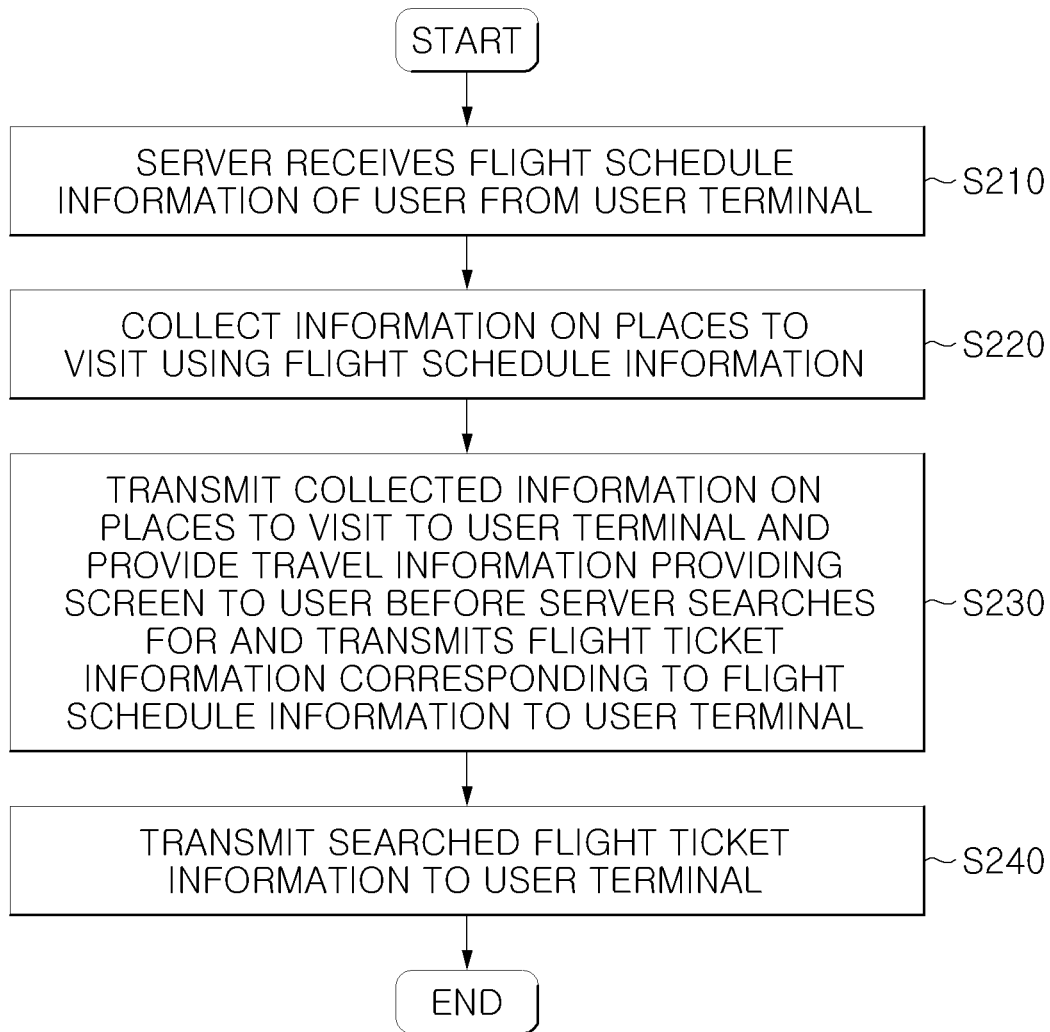 START
SERVER RECEIVES FLIGHT SCHEDULE
INFORMATION OF USER FROM USER TERMINAL
S210
COLLECT INFORMATION ON PLACES TO
VISIT USING FLIGHT SCHEDULE INFORMATION
S220
TRANSMIT COLLECTED INFORMATION ON
PLACES TO VISIT TO USER TERMINAL AND
PROVIDE TRAVEL INFORMATION PROVIDING
SCREEN TO USER BEFORE SERVER SEARCHES
FOR AND TRANSMITS FLIGHT TICKET
INFORMATION CORRESPONDING TO FLIGHT
SCHEDULE INFORMATION TO USER TERMINAL
S230
TRANSMIT SEARCHED FLIGHT TICKET
INFORMATION TO USER TERMINAL
S240
END